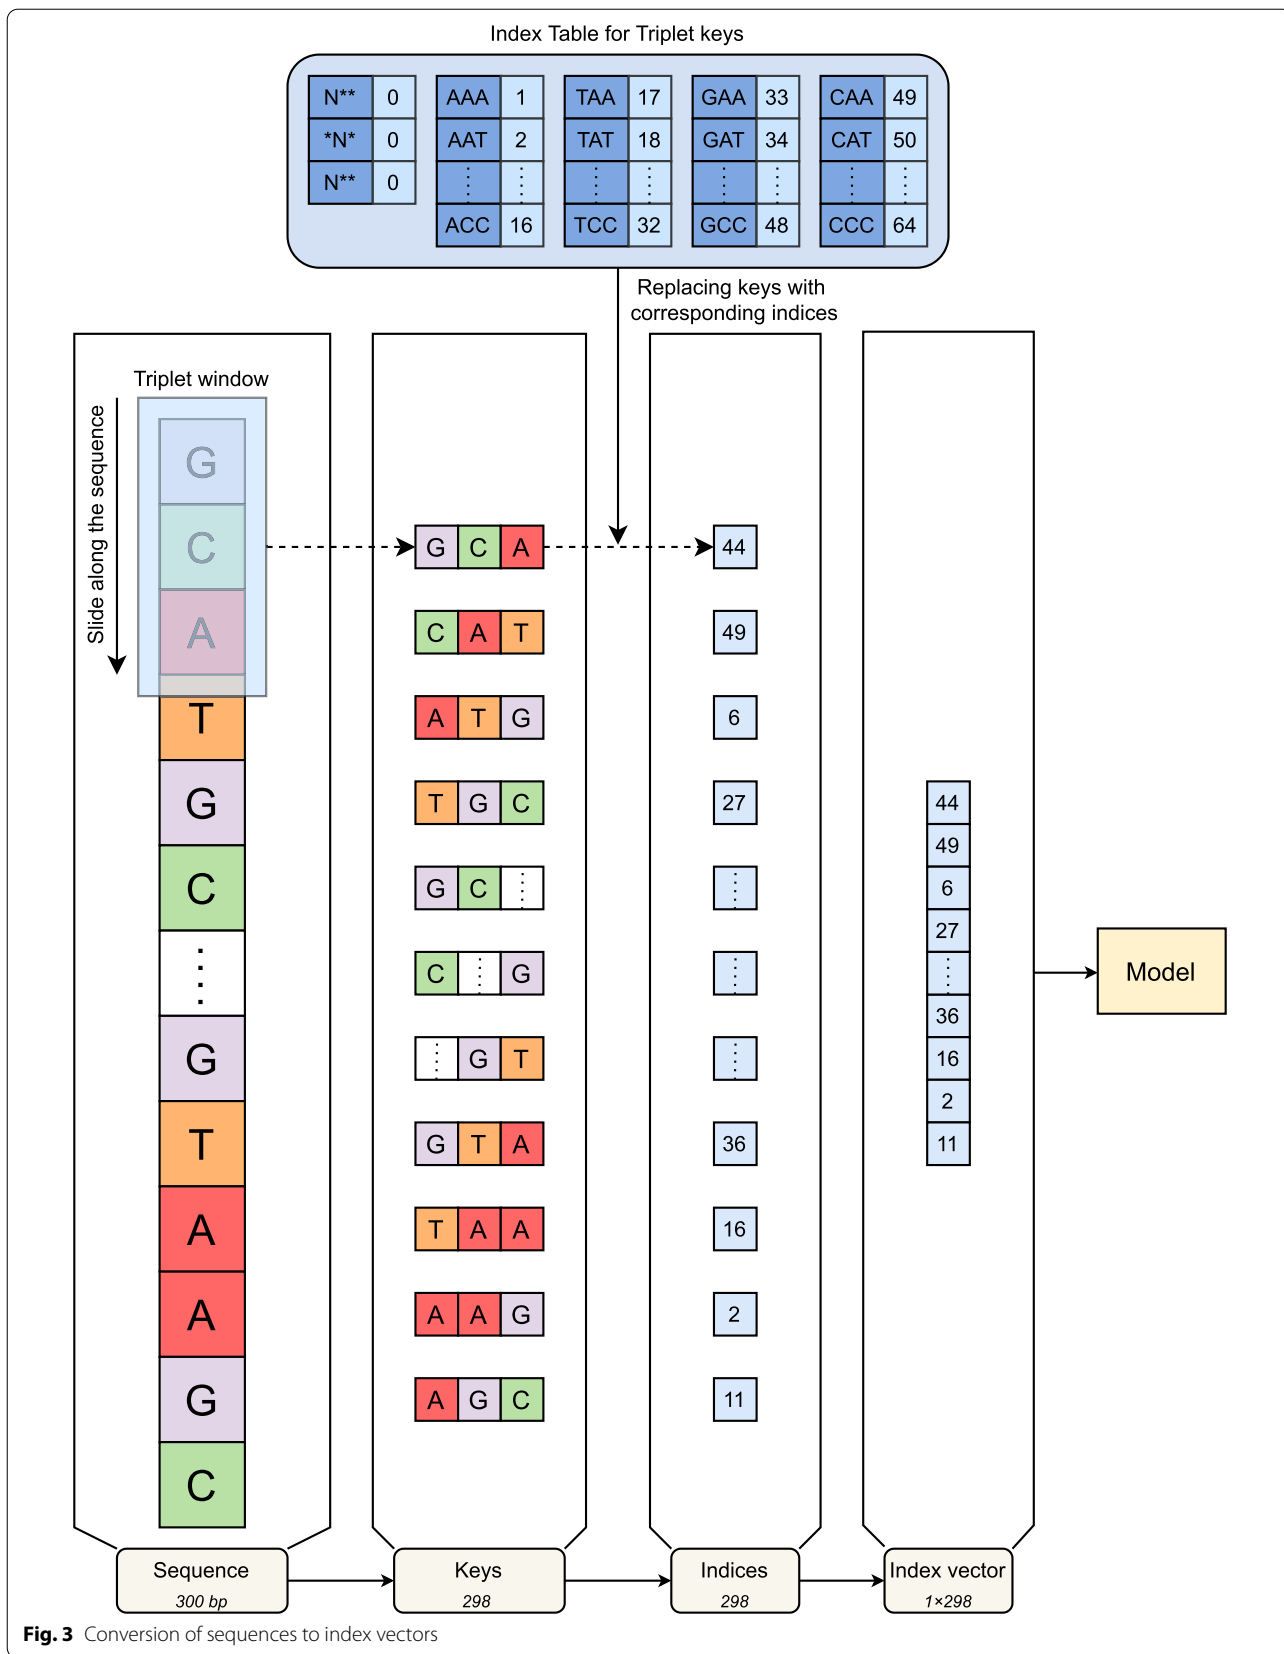 Index Table for Triplet keys
N** 0 AAA 1 TAA 17 GAA 33 CAA 49
*N* 0 AAT 2 TAT 18 GAT 34 CAT 50
N** 0
ACC 16 TCC 32 GCC 48 CCC 64
Replacing keys with
corresponding indices
Triplet window
Slide along the sequence
G
C
A
T
G
C
G
T
A
A
G
C
G C A
C A T
A T G
T G C
G C
C G
G T
G T A
T A A
A A G
A G C
44
49
6
27
36
16
2
11
44
49
6
27
36
16
2
11
Model
Sequence
300 bp
Keys
298
Indices
298
Index vector
1×298
Fig. 3 Conversion of sequences to index vectors